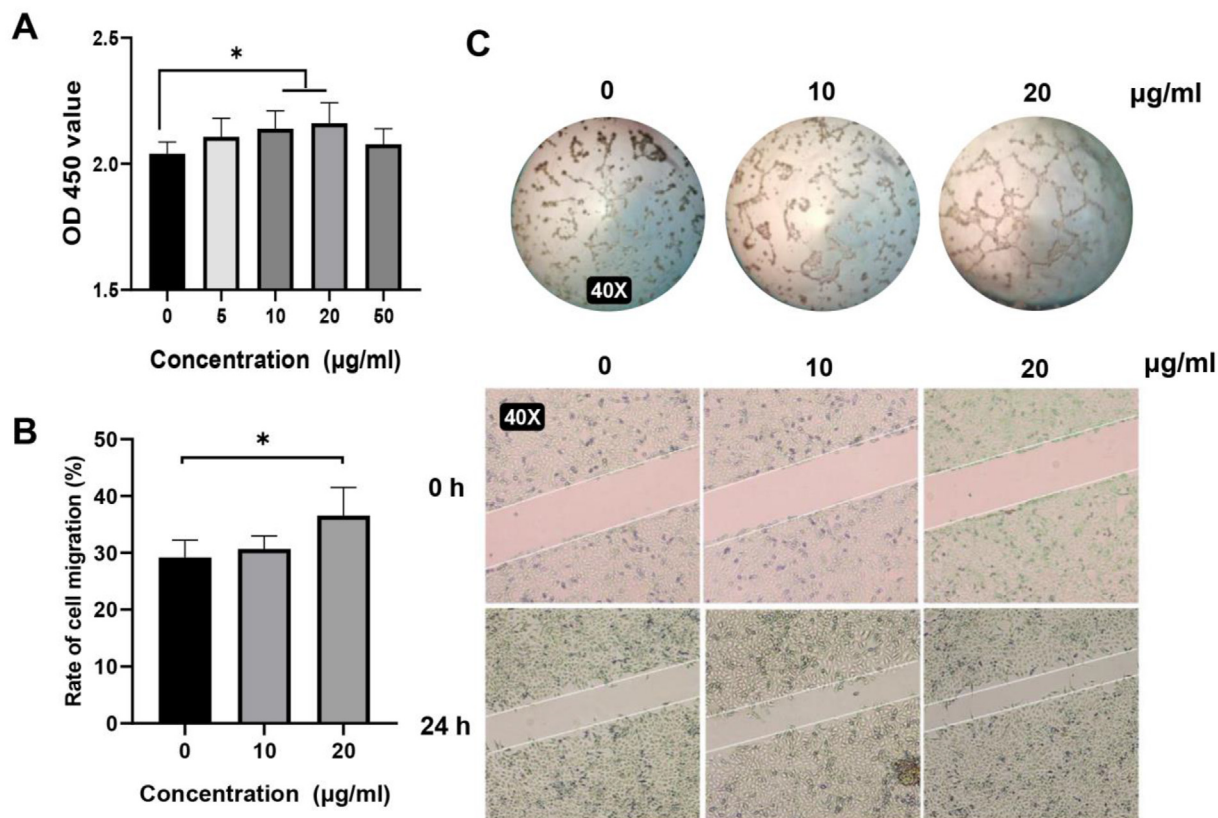 A
2.5
2.0
1.5
OD 450 value
*
0 5 10 20 50
Concentration (μg/ml)
B
50
40
30
20
10
0
Rate of cell migration (%)
*
0 10 20
Concentration (μg/ml)
C
0 10 20 μg/ml
40X
0 10 20 μg/ml
40X
0 h
24 h